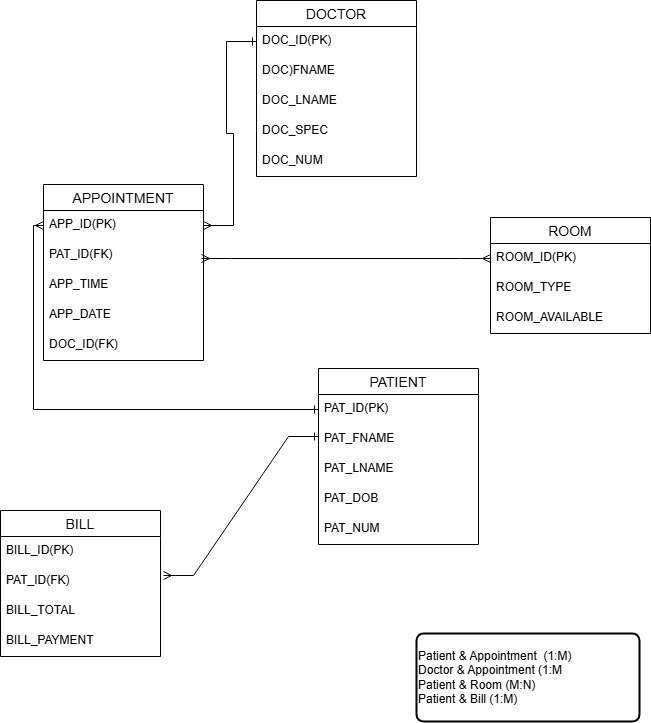 DOCTOR
DOC_ID(PK)
DOC)FNAME
DOC_LNAME
DOC_SPEC
DOC_NUM
APPOINTMENT
APP_ID(PK)
PAT_ID(FK)
APP_TIME
APP_DATE
DOC_ID(FK)
ROOM
ROOM_ID(PK)
ROOM_TYPE
ROOM_AVAILABLE
PATIENT
PAT_ID(PK)
PAT_FNAME
PAT_LNAME
PAT_DOB
PAT_NUM
BILL
BILL_ID(PK)
PAT_ID(FK)
BILL_TOTAL
BILL_PAYMENT
Patient & Appointment  (1:M)
Doctor & Appointment (1:M
Patient & Room (M:N)
Patient & Bill (1:M)